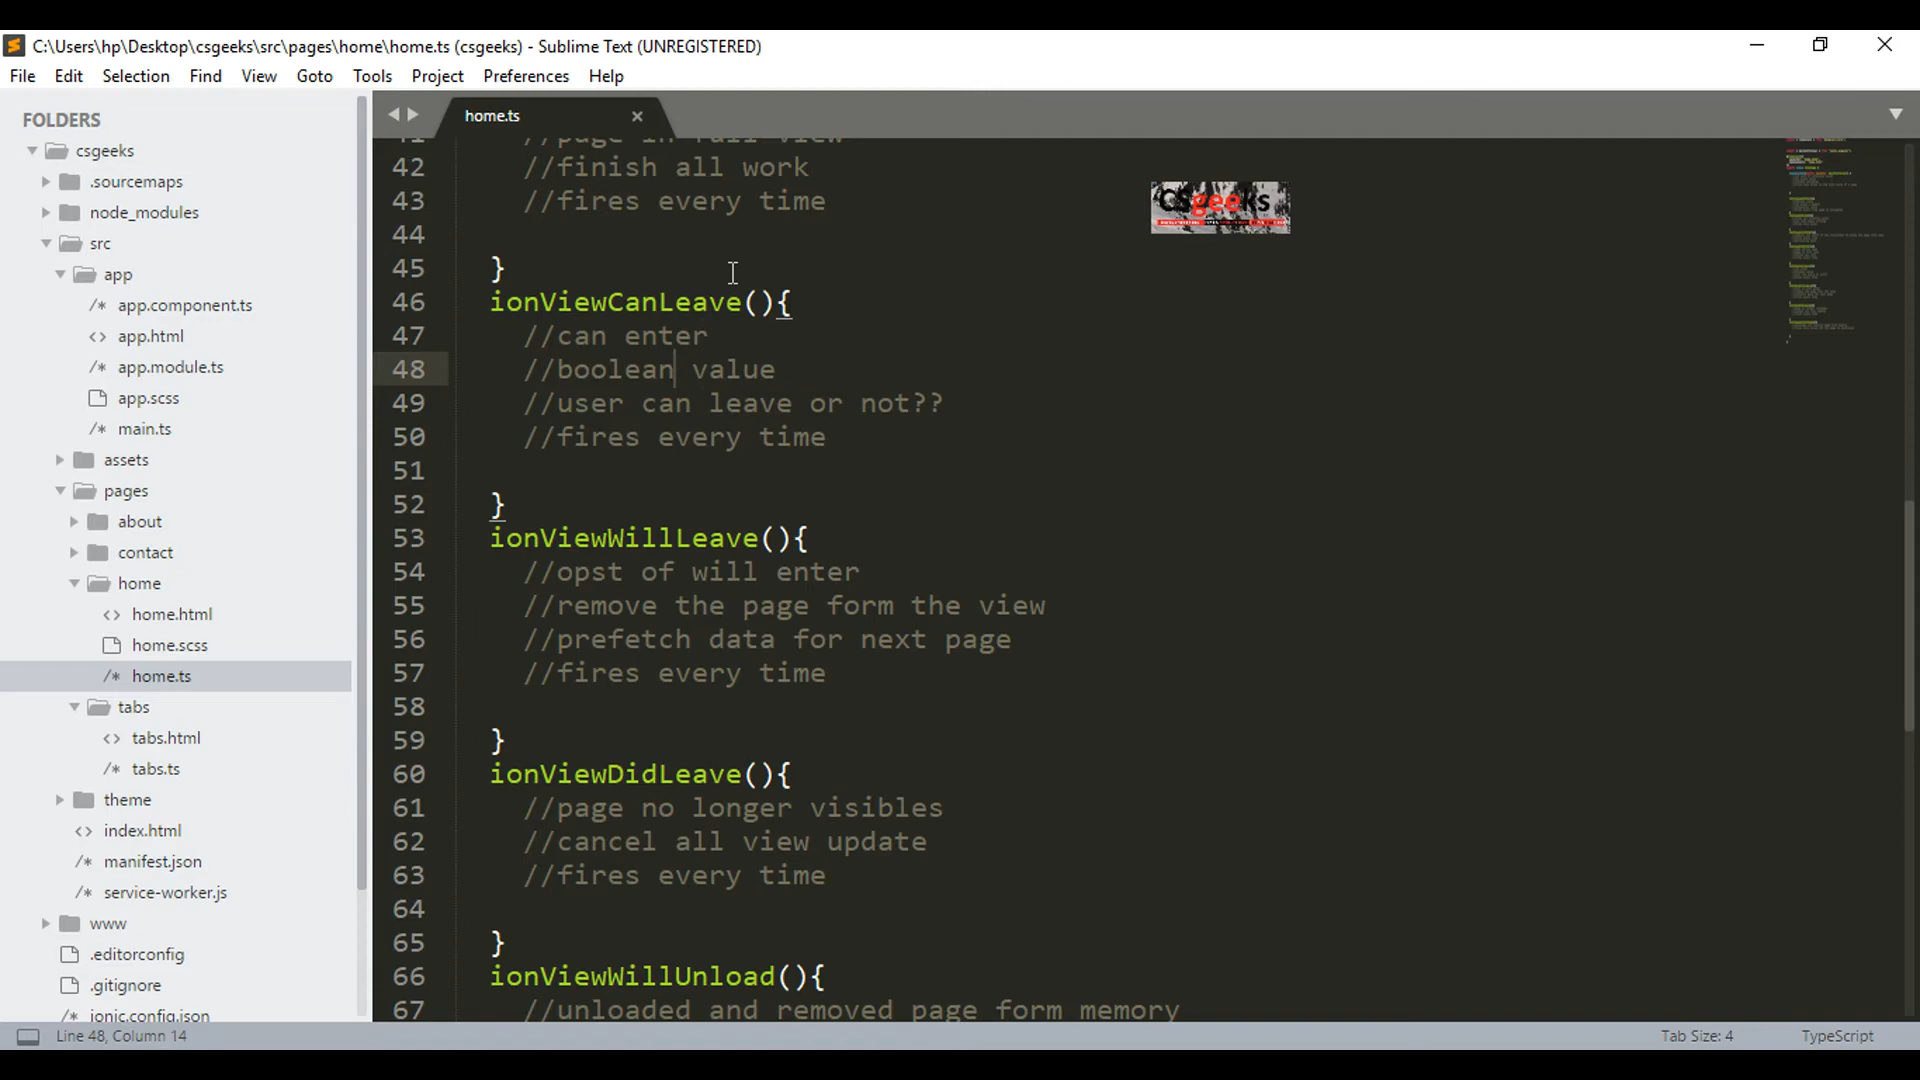 C:\Users\hp\Desktop\csgeeks\src\pages\home\home.ts (csgeeks) - Sublime Text (UNREGISTERED)
File Edit Selection Find View Goto Tools Project Preferences Help
FOLDERS
csgeeks
.sourcemaps
node_modules
src
app
app.component.ts
app.html
app.module.ts
app.scss
main.ts
assets
pages
about
contact
home
home.html
home.scss
home.ts
tabs
tabs.html
tabs.ts
theme
index.html
manifest.json
service-worker.js
www
.editorconfig
.gitignore
ionic.config.json
home.ts
41 //page in full view
42 //finish all work
43 //fires every time
44
45 }
46 ionViewCanLeave(){
47 //can enter
48 //boolean value
49 //user can leave or not??
50 //fires every time
51
52 }
53 ionViewWillLeave(){
54 //opst of will enter
55 //remove the page form the view
56 //prefetch data for next page
57 //fires every time
58
59 }
60 ionViewDidLeave(){
61 //page no longer visibles
62 //cancel all view update
63 //fires every time
64
65 }
66 ionViewWillUnload(){
67 //unloaded and removed page form memory
CSgeeks
Line 48, Column 14
Tab Size: 4
TypeScript